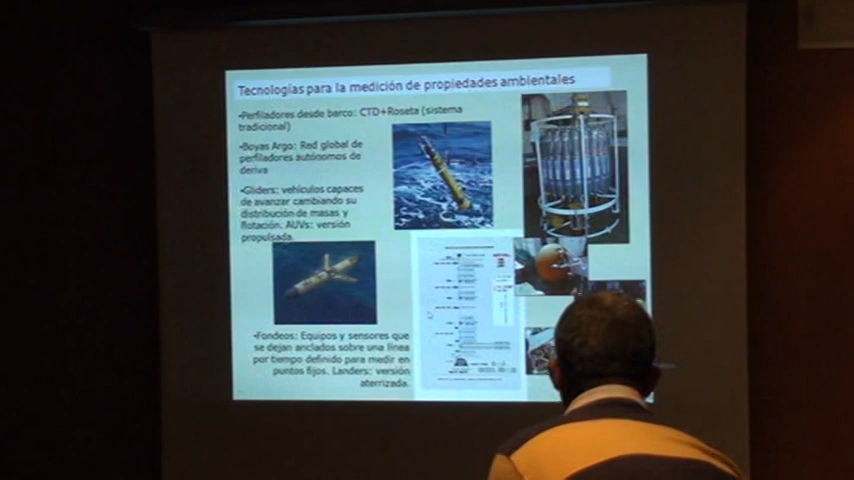 Tecnologías para la medición de propiedades ambientales
•Perfiladores desde barco: CTD+Roseta (sistema
tradicional)
•Boyas Argo: Red global de
perfiladores autónomos de
deriva
•Gliders: vehículos capaces
de avanzar cambiando su
distribución de masas y
flotación. AUVs: versión
propulsada.
•Fondeos: Equipos y sensores que
se dejan anclados sobre una línea
por tiempo definido para medir en
puntos fijos. Landers: versión
aterrizada.